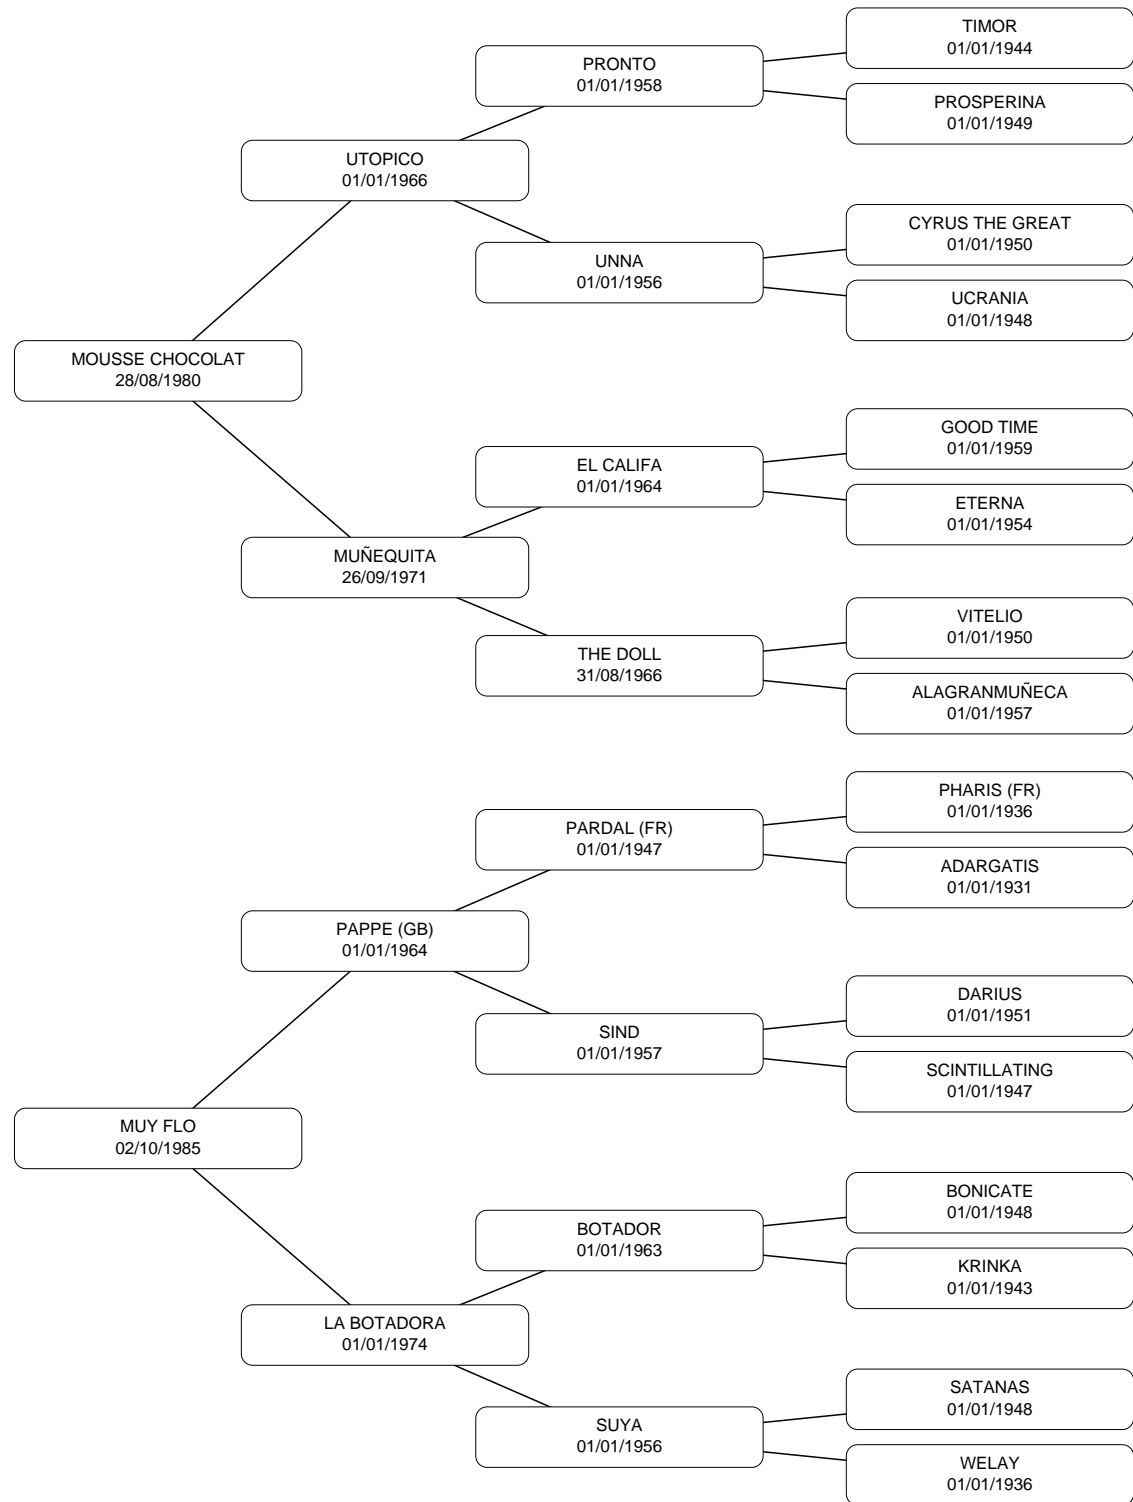 TIMOR
01/01/1944
PRONTO
01/01/1958
PROSPERINA
01/01/1949
UTOPICO
01/01/1966
CYRUS THE GREAT
01/01/1950
UNNA
01/01/1956
UCRANIA
01/01/1948
MOUSSE CHOCOLAT
28/08/1980
GOOD TIME
01/01/1959
EL CALIFA
01/01/1964
ETERNA
01/01/1954
MUÑEQUITA
26/09/1971
VITELIO
01/01/1950
THE DOLL
31/08/1966
ALAGRANMUÑECA
01/01/1957
PHARIS (FR)
01/01/1936
PARDAL (FR)
01/01/1947
ADARGATIS
01/01/1931
PAPPE (GB)
01/01/1964
DARIUS
01/01/1951
SIND
01/01/1957
SCINTILLATING
01/01/1947
MUY FLO
02/10/1985
BONICATE
01/01/1948
BOTADOR
01/01/1963
KRINKA
01/01/1943
LA BOTADORA
01/01/1974
SATANAS
01/01/1948
SUYA
01/01/1956
WELAY
01/01/1936